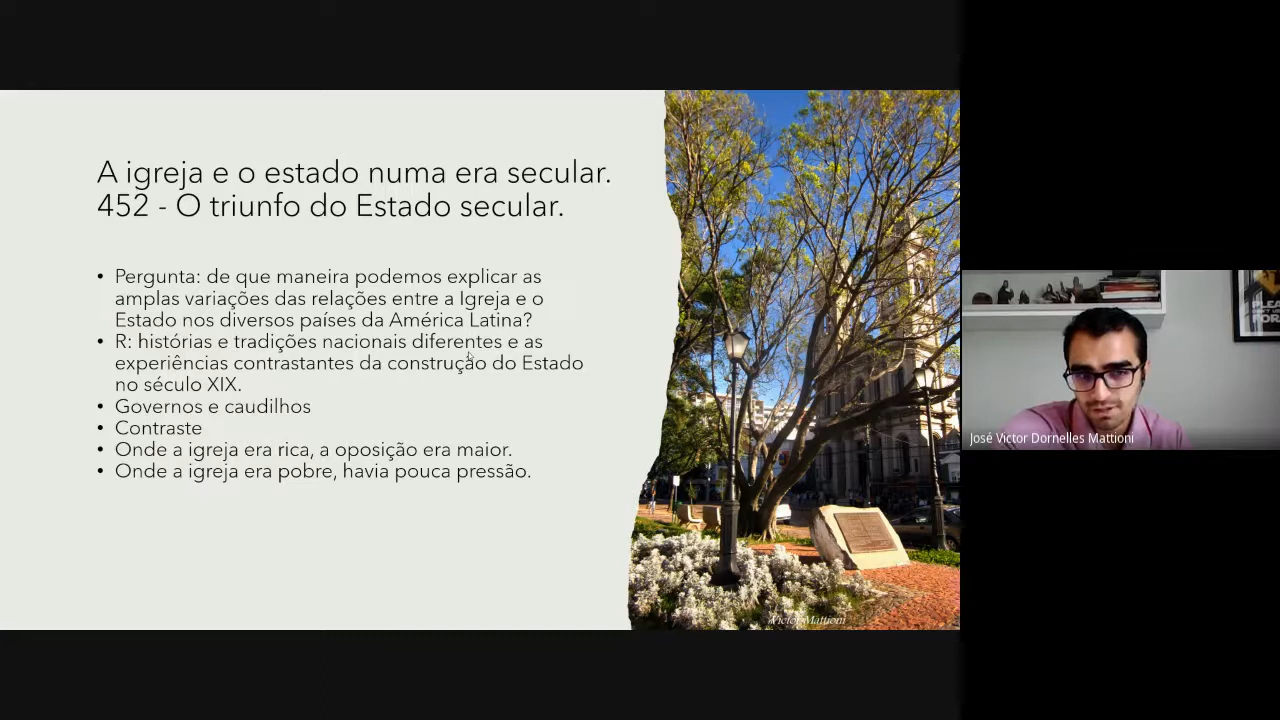 A igreja e o estado numa era secular.
452 - O triunfo do Estado secular.
• Pergunta: de que maneira podemos explicar as
amplas variações das relações entre a Igreja e o
Estado nos diversos países da América Latina?
• R: histórias e tradições nacionais diferentes e as
experiências contrastantes da construção do Estado
no século XIX.
• Governos e caudilhos
• Contraste
• Onde a igreja era rica, a oposição era maior.
• Onde a igreja era pobre, havia pouca pressão.
Victor Mattioni
José Victor Dornelles Mattioni